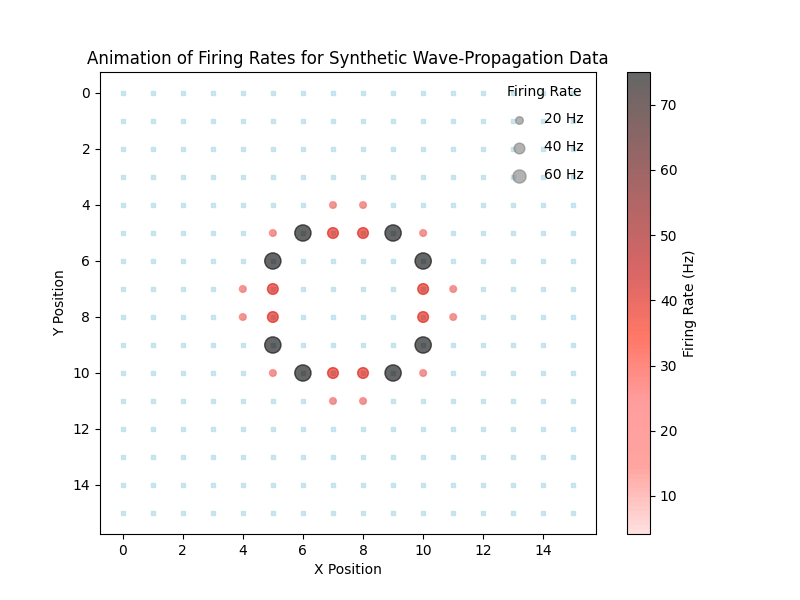 Animation of Firing Rates for Synthetic Wave-Propagation Data
Firing Rate
20 Hz
40 Hz
60 Hz
0
2
4
6
8
10
12
14
Y Position
0 2 4 6 8 10 12 14
X Position
70
60
50
40
30
20
10
Firing Rate (Hz)